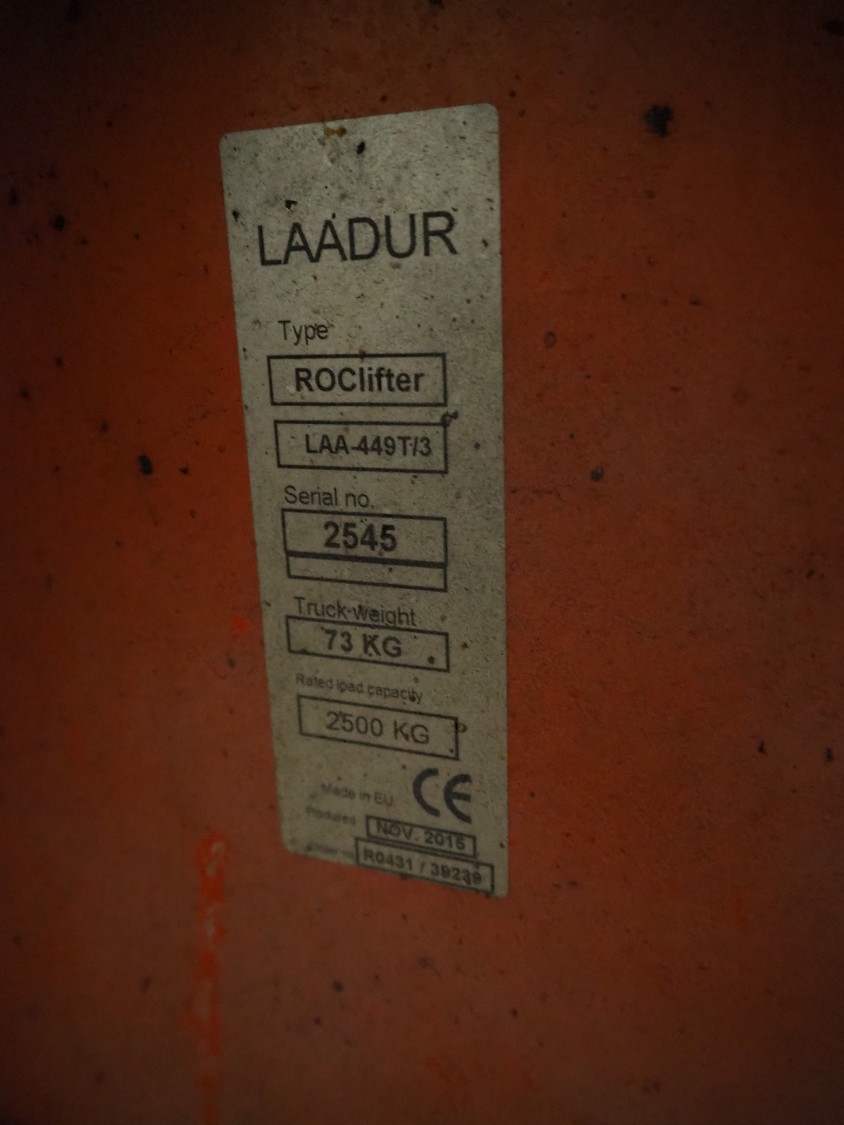 LAADUR
Type
ROClifter
LAA-449T/3
Serial no.
2545
Truck weight
73 KG
Rated load capacity
2500 KG
Made in EU
CE
Produced
NOV. 2015
R0431 / 39239